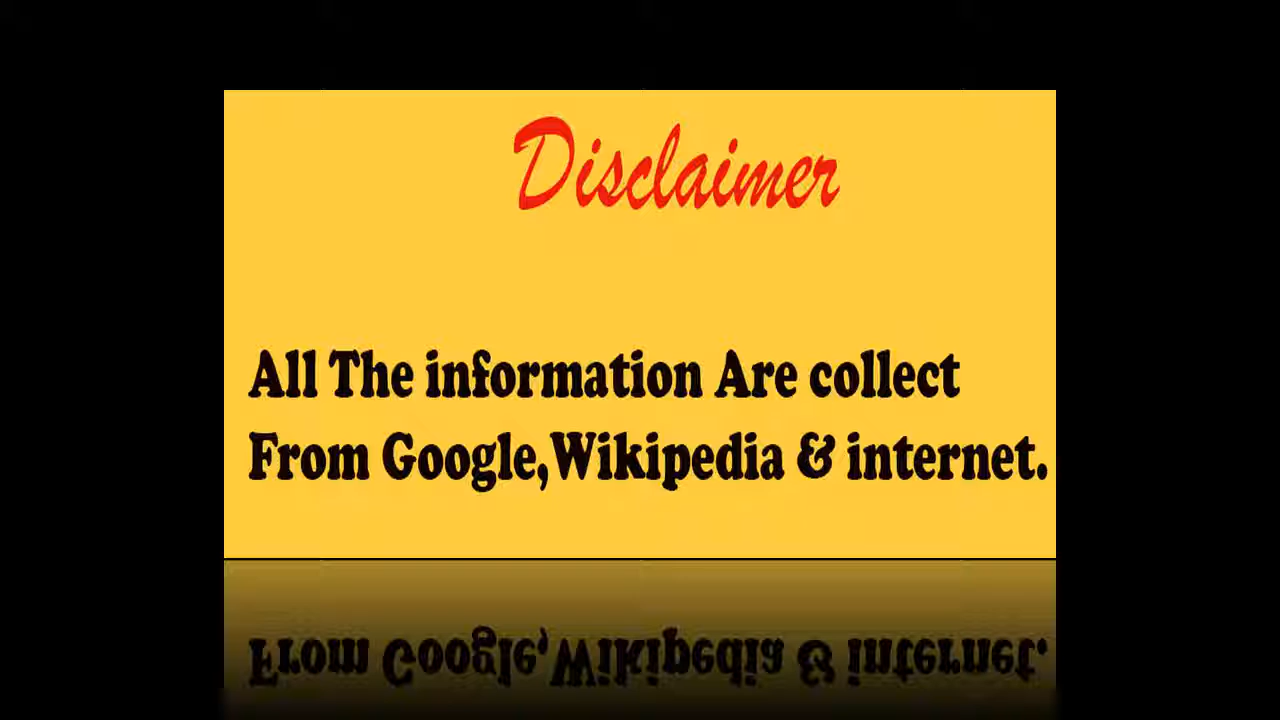 Disclaimer
All The information Are collect
From Google,Wikipedia & internet.